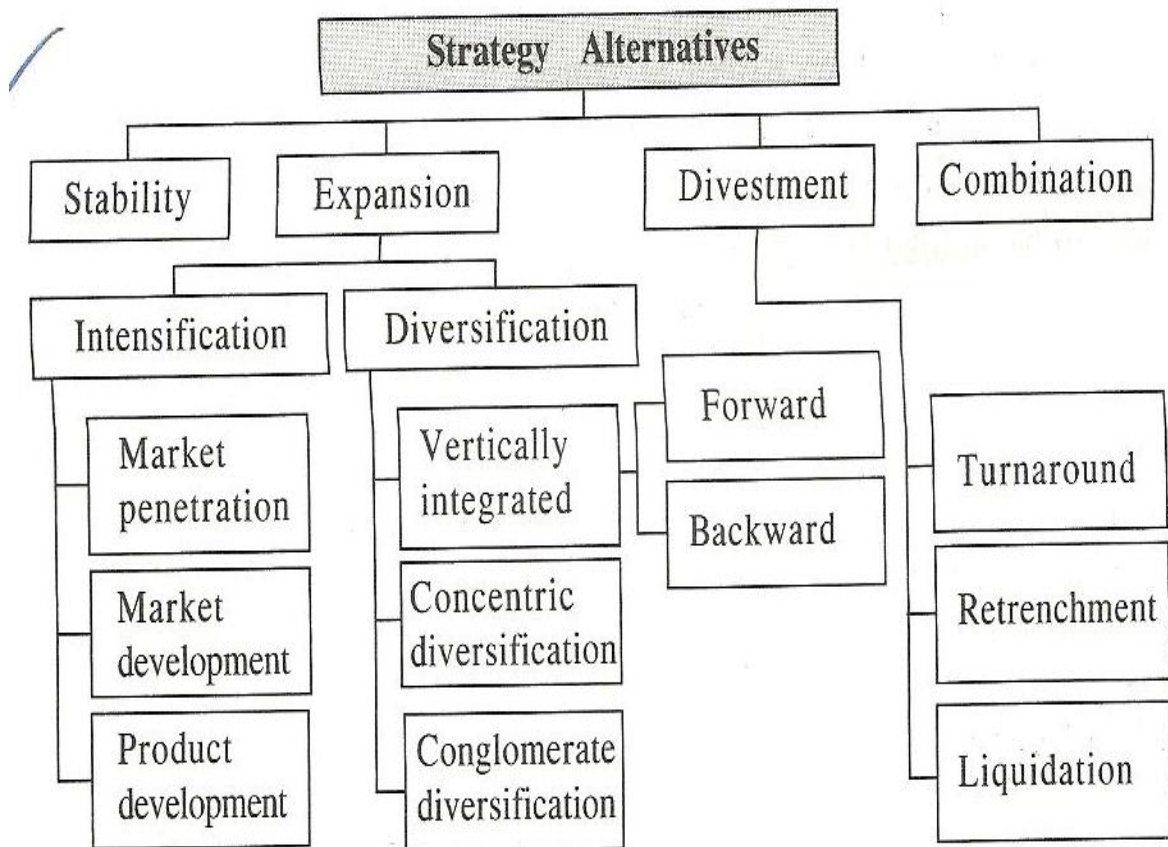 Strategy Alternatives
Stability
Expansion
Divestment
Combination
Intensification
Diversification
Market
penetration
Market
development
Product
development
Vertically
integrated
Concentric
diversification
Conglomerate
diversification
Forward
Backward
Turnaround
Retrenchment
Liquidation